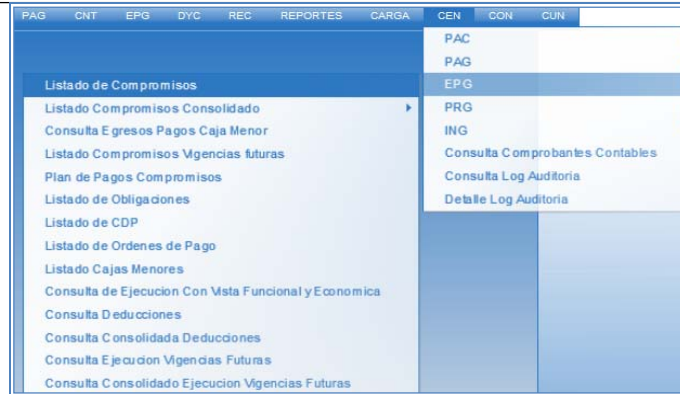 PAG CNT EPG DYC REC REPORTES CARGA CEN CON CUN
PAC
PAG
EPG
PRG
ING
Consulta Comprobantes Contables
Consulta Log Auditoria
Detalle Log Auditoria
Listado de Compromisos
Listado Compromisos Consolidado
Consulta Egresos Pagos Caja Menor
Listado Compromisos Vigencias futuras
Plan de Pagos Compromisos
Listado de Obligaciones
Listado de CDP
Listado de Ordenes de Pago
Listado Cajas Menores
Consulta de Ejecucion Con Vista Funcional y Economica
Consulta Deducciones
Consulta Consolidada Deducciones
Consulta Ejecucion Vigencias Futuras
Consulta Consolidado Ejecucion Vigencias Futuras